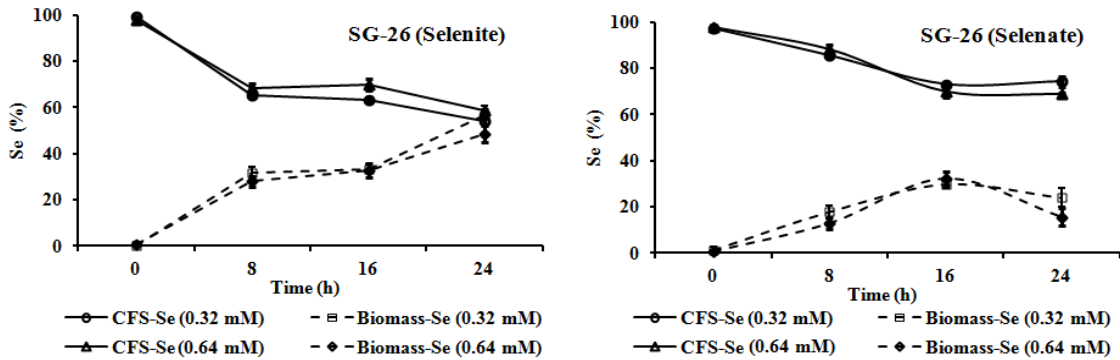 SG-26 (Selenite)
Se (%)
100
80
60
40
20
0
0 8 16 24
Time (h)
CFS-Se (0.32 mM) Biomass-Se (0.32 mM)
CFS-Se (0.64 mM) Biomass-Se (0.64 mM)
SG-26 (Selenate)
Se (%)
100
80
60
40
20
0
0 8 16 24
Time (h)
CFS-Se (0.32 mM) Biomass-Se (0.32 mM)
CFS-Se (0.64 mM) Biomass-Se (0.64 mM)